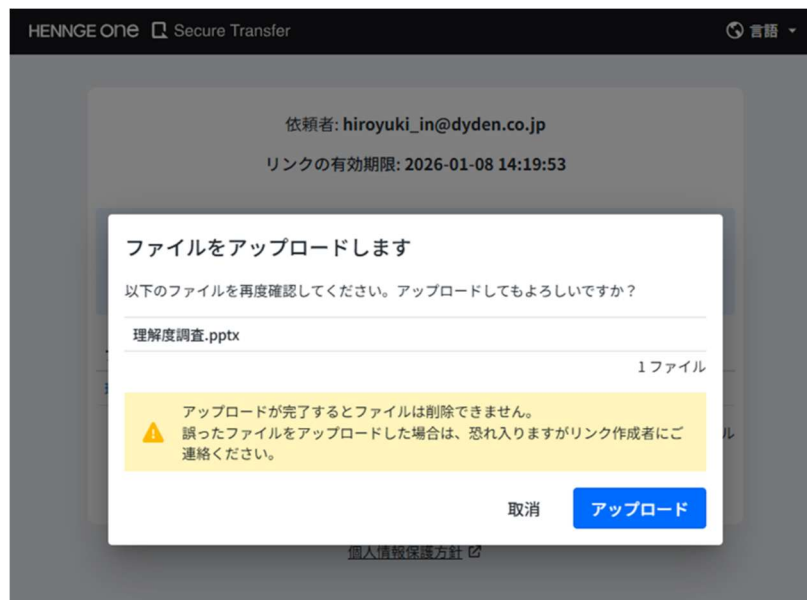 HENNGE One Secure Transfer 言語
依頼者: hiroyuki_in@dyden.co.jp
リンクの有効期限: 2026-01-08 14:19:53
ファイルをアップロードします
以下のファイルを再度確認してください。アップロードしてもよろしいですか？
理解度調査.pptx
1 ファイル
アップロードが完了するとファイルは削除できません。
誤ったファイルをアップロードした場合は、恐れ入りますがリンク作成者にご
連絡ください。
ル
取消 アップロード
個人情報保護方針